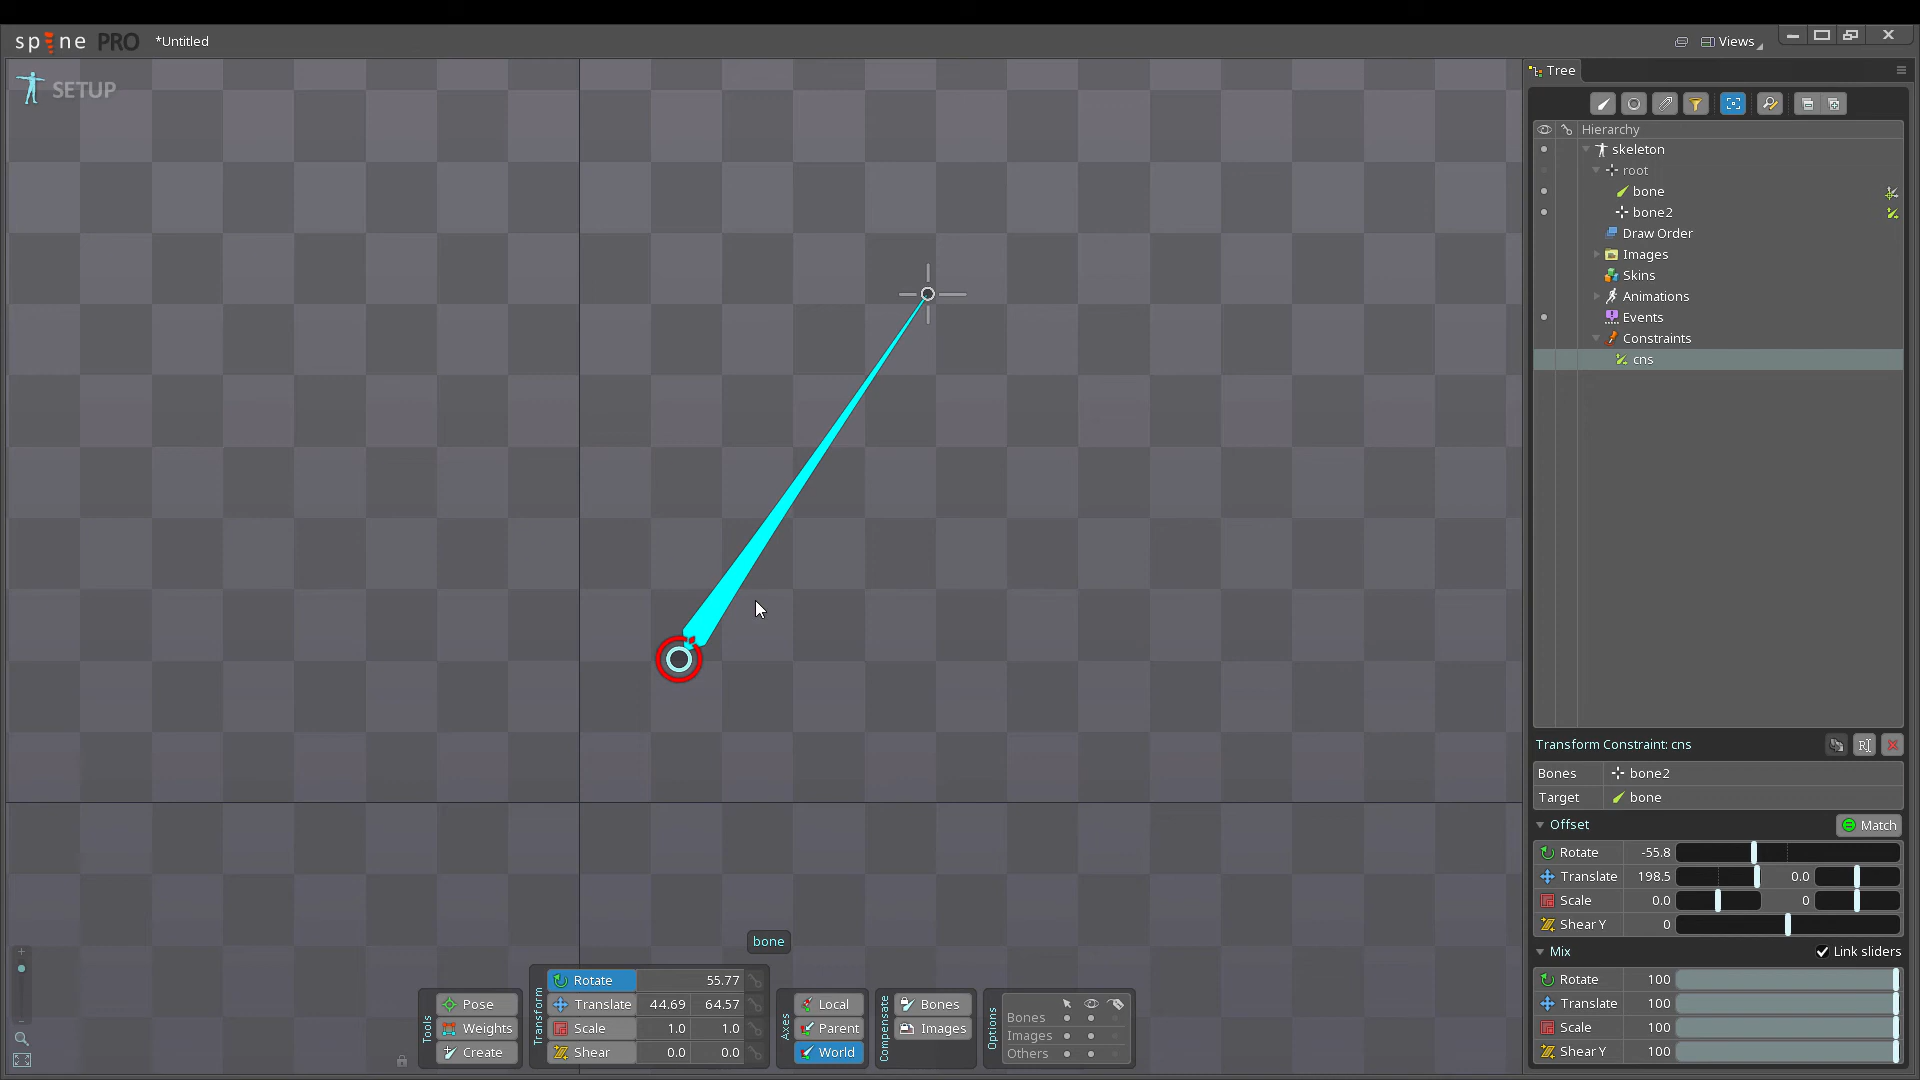 spine PRO *Untitled
Views
SETUP
Tree
Hierarchy
skeleton
root
bone
bone2
Draw Order
Images
Skins
Animations
Events
Constraints
cns
Transform Constraint: cns
Bones bone2
Target bone
Offset Match
Rotate -55.8
Translate 198.5 0.0
Scale 0.0 0
Shear Y 0
Mix Link sliders
Rotate 100
Translate 100
Scale 100
Shear Y 100
bone
Tools
Pose
Weights
Create
Transform
Rotate 55.77
Translate 44.69 64.57
Scale 1.0 1.0
Shear 0.0 0.0
Axes
Local
Parent
World
Compensate
Bones
Images
Options
Bones
Images
Others